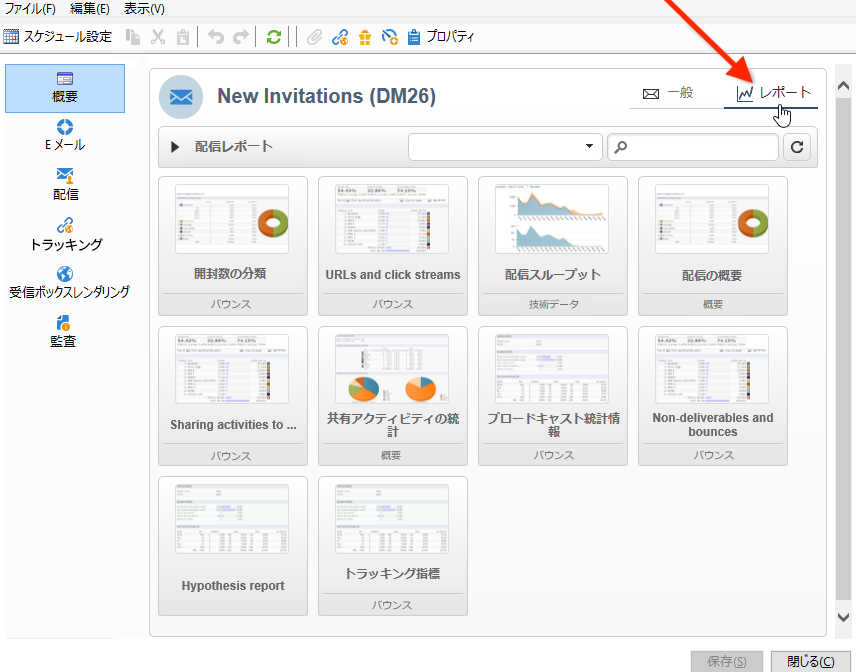 ファイル(F) 編集(E) 表示(V)
スケジュール設定 プロパティ
概要
Eメール
配信
トラッキング
受信ボックスレンダリング
監査
New Invitations (DM26)
一般
レポート
配信レポート
開封数の分類
バウンス
URLs and click streams
バウンス
配信スループット
技術データ
配信の概要
概要
Sharing activities to ...
バウンス
共有アクティビティの統
計
概要
ブロードキャスト統計情
報
バウンス
Non-deliverables and
bounces
バウンス
Hypothesis report
トラッキング指標
バウンス
保存(S) 閉じる(C)